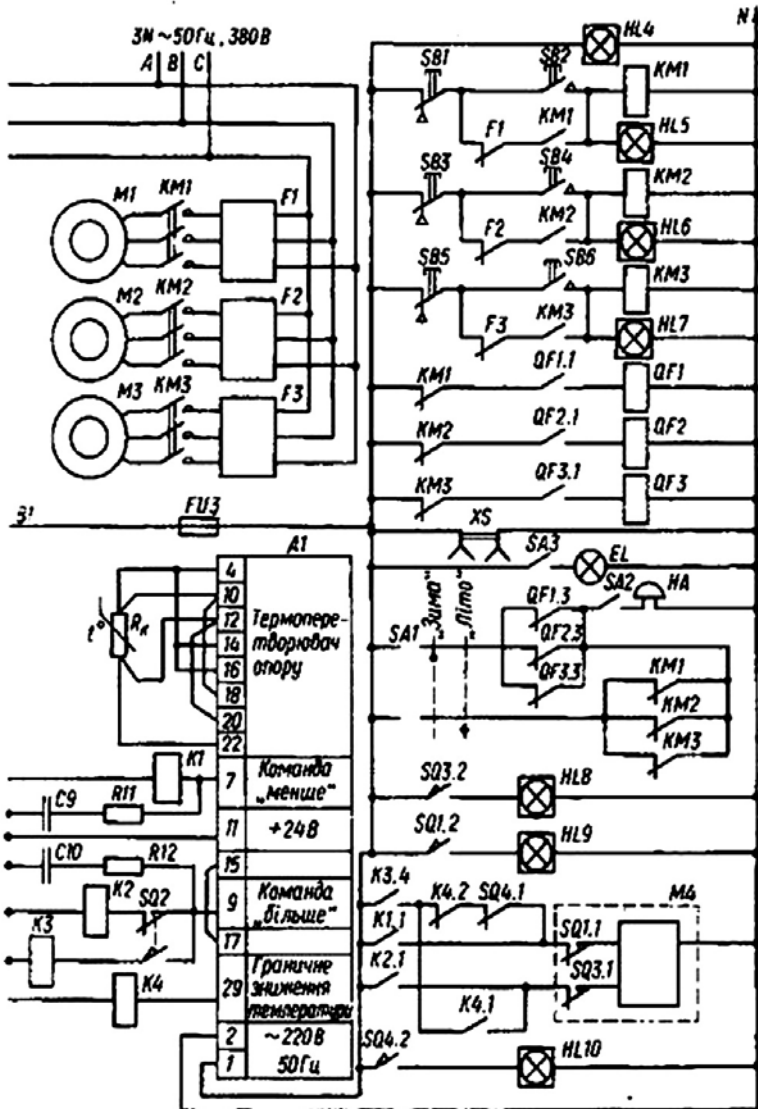 3N ~50Гц, 380В
A B C
M1 KM1 F1
M2 KM2 F2
M3 KM3 F3
FU3
N1
HL4
SB1 SB2 KM1
F1 KM1 HL5
SB3 SB4 KM2
F2 KM2 HL6
SB5 SB6 KM3
F3 KM3 HL7
KM1 QF1.1 QF1
KM2 QF2.1 QF2
KM3 QF3.1 QF3
XS
SA3 EL
SA2 HA
SA1 „Зима" „Літо"
QF1.3
QF2.3
QF3.3
KM1
KM2
KM3
SQ3.2 HL8
SQ1.2 HL9
K3.4 K4.2 SQ4.1 M4
K1.1 SQ1.1
K2.1 SQ3.1
K4.1
SQ4.2 HL10
A1
t° Rк
4
10
12
14
16
18
20
22
Термопере-
творювач
опору
K1
7 Команда
„менше"
C9 R11
11 +24В
C10 R12
15
K2 SQ2
9 Команда
„більше"
K3
17
K4
29 Граничне
зниження
температури
2 ~220В
1 50Гц